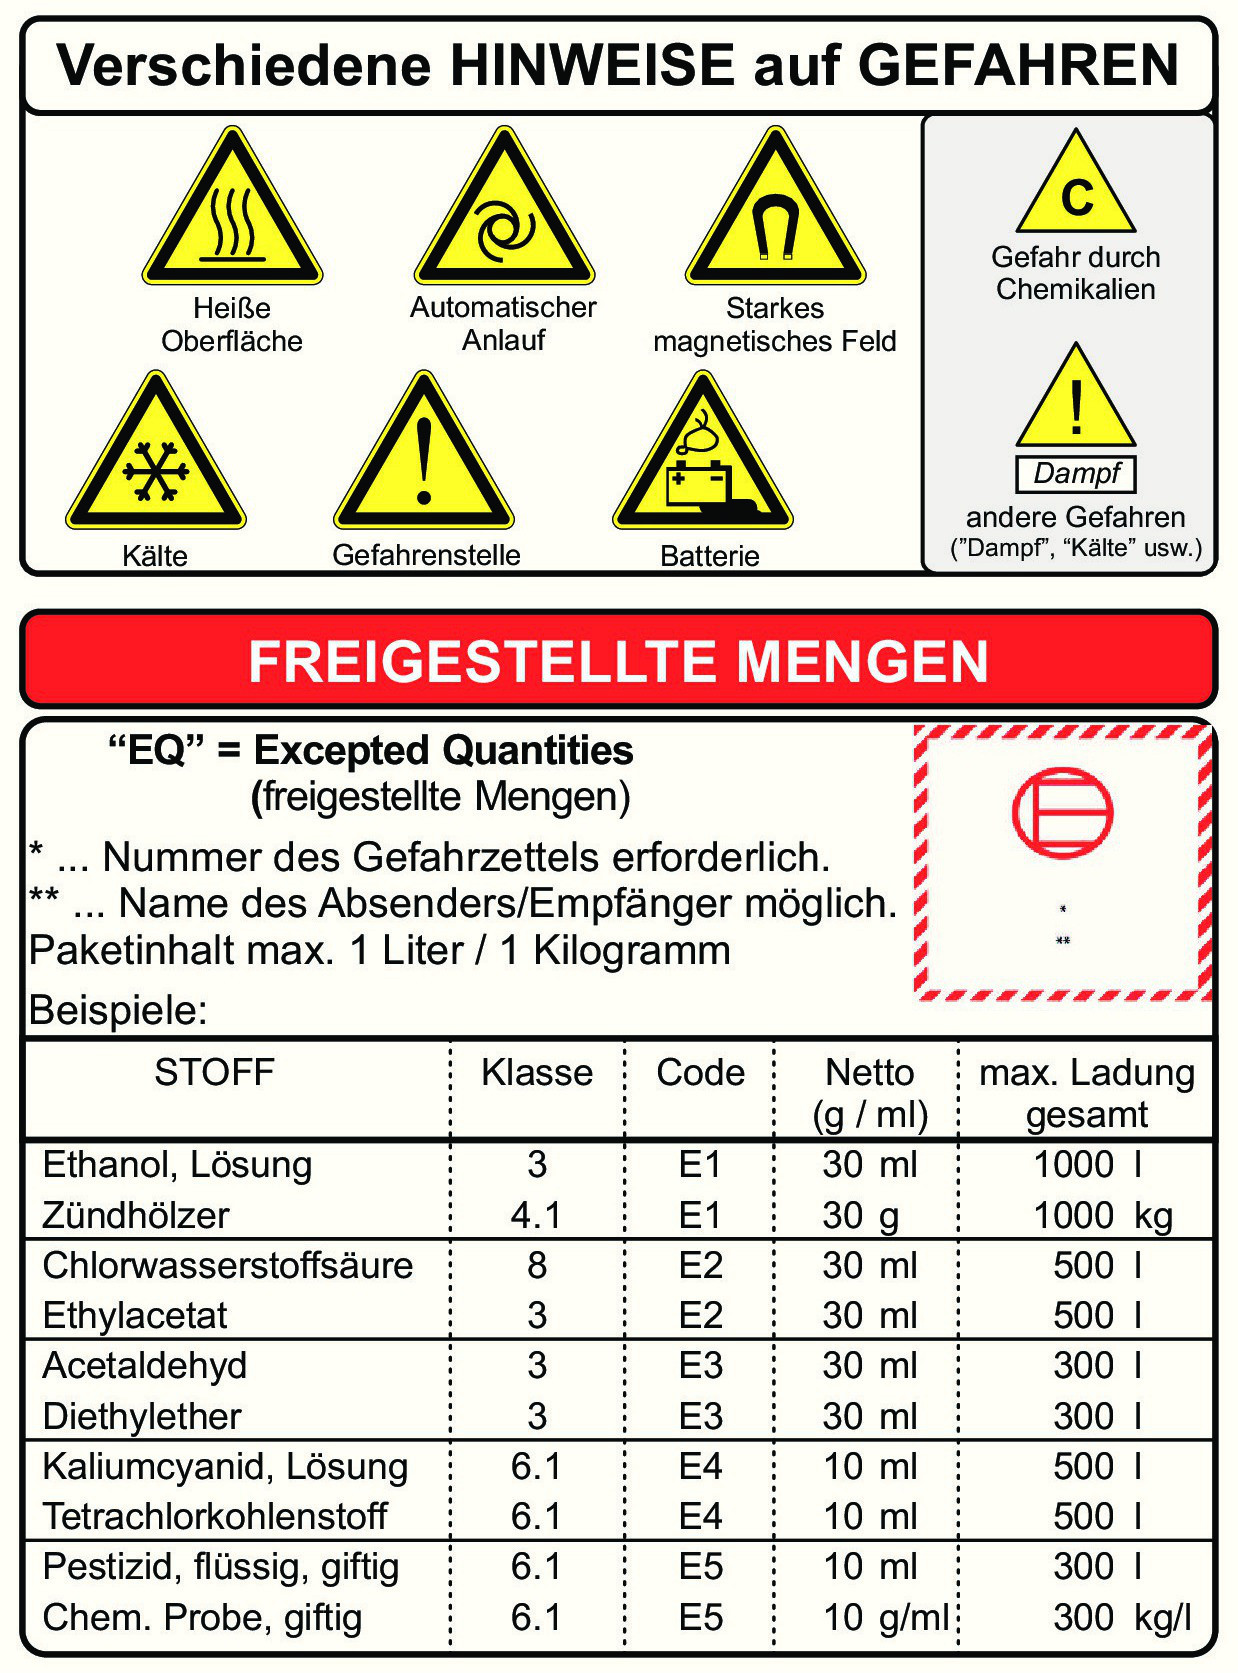 Verschiedene HINWEISE auf GEFAHREN
Heiße
Oberfläche
Automatischer
Anlauf
Starkes
magnetisches Feld
Kälte
!
Gefahrenstelle
+ −
Batterie
C
Gefahr durch
Chemikalien
!
Dampf
andere Gefahren
(”Dampf”, “Kälte” usw.)
FREIGESTELLTE MENGEN
“EQ” = Excepted Quantities
(freigestellte Mengen)
* ... Nummer des Gefahrzettels erforderlich.
** ... Name des Absenders/Empfänger möglich.
Paketinhalt max. 1 Liter / 1 Kilogramm
E
*
**
Beispiele:
STOFF Klasse Code Netto max. Ladung
(g / ml) gesamt
Ethanol, Lösung 3 E1 30 ml 1000 l
Zündhölzer 4.1 E1 30 g 1000 kg
Chlorwasserstoffsäure 8 E2 30 ml 500 l
Ethylacetat 3 E2 30 ml 500 l
Acetaldehyd 3 E3 30 ml 300 l
Diethylether 3 E3 30 ml 300 l
Kaliumcyanid, Lösung 6.1 E4 10 ml 500 l
Tetrachlorkohlenstoff 6.1 E4 10 ml 500 l
Pestizid, flüssig, giftig 6.1 E5 10 ml 300 l
Chem. Probe, giftig 6.1 E5 10 g/ml 300 kg/l